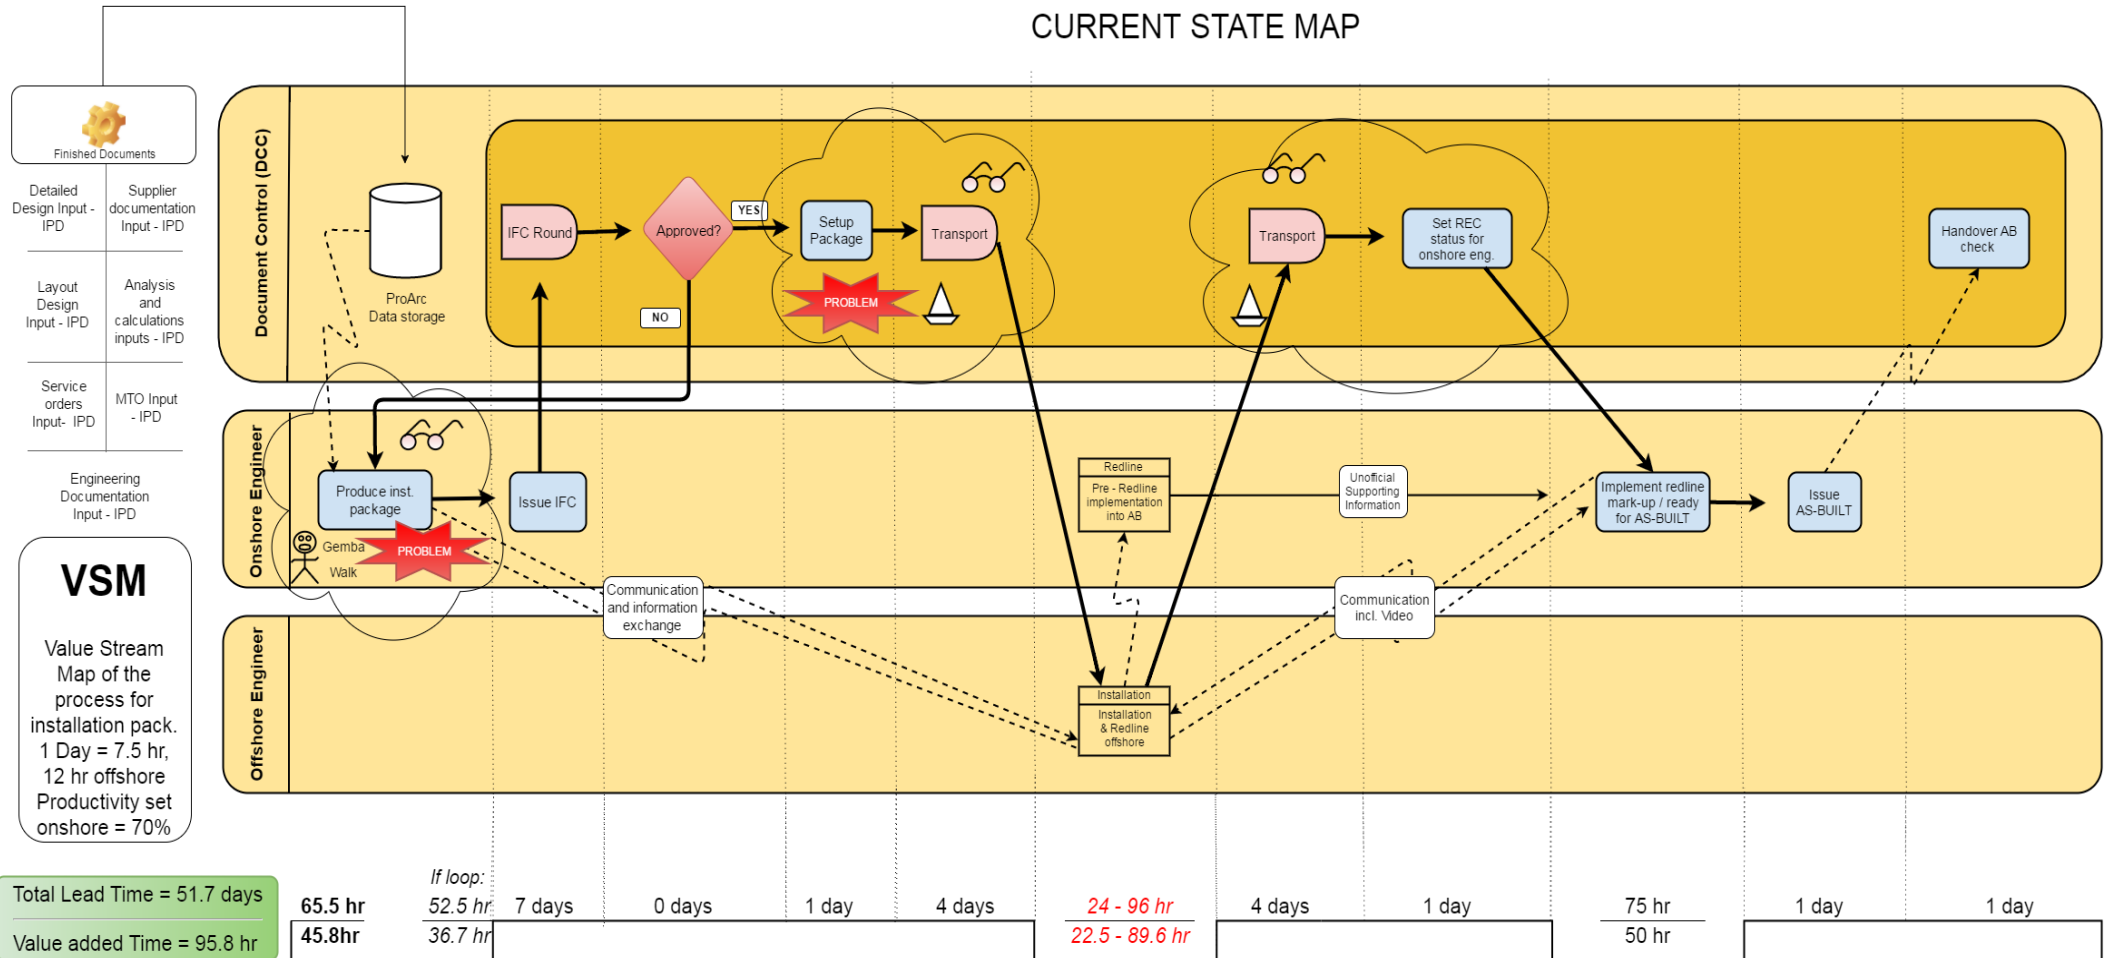 CURRENT STATE MAP
Finished Documents
Detailed
Design Input -
IPD
Supplier
documentation
Input - IPD
Layout
Design
Input - IPD
Analysis
and
calculations
inputs - IPD
Service
orders
Input- IPD
MTO Input
- IPD
Engineering
Documentation
Input - IPD
VSM
Value Stream
Map of the
process for
installation pack.
1 Day = 7.5 hr,
12 hr offshore
Productivity set
onshore = 70%
Document Control (DCC)
ProArc
Data storage
IFC Round
Approved?
YES
NO
Setup
Package
PROBLEM
Transport
Transport
Set REC
status for
onshore eng.
Handover AB
check
Onshore Engineer
Produce inst.
package
Gemba
Walk
PROBLEM
Issue IFC
Redline
Pre - Redline
implementation
into AB
Unofficial
Supporting
Information
Implement redline
mark-up / ready
for AS-BUILT
Issue
AS-BUILT
Communication
and information
exchange
Communication
incl. Video
Offshore Engineer
Installation
Installation
& Redline
offshore
Total Lead Time = 51.7 days
Value added Time = 95.8 hr
65.5 hr
45.8hr
If loop:
52.5 hr
36.7 hr
7 days
0 days
1 day
4 days
24 - 96 hr
22.5 - 89.6 hr
4 days
1 day
75 hr
50 hr
1 day
1 day